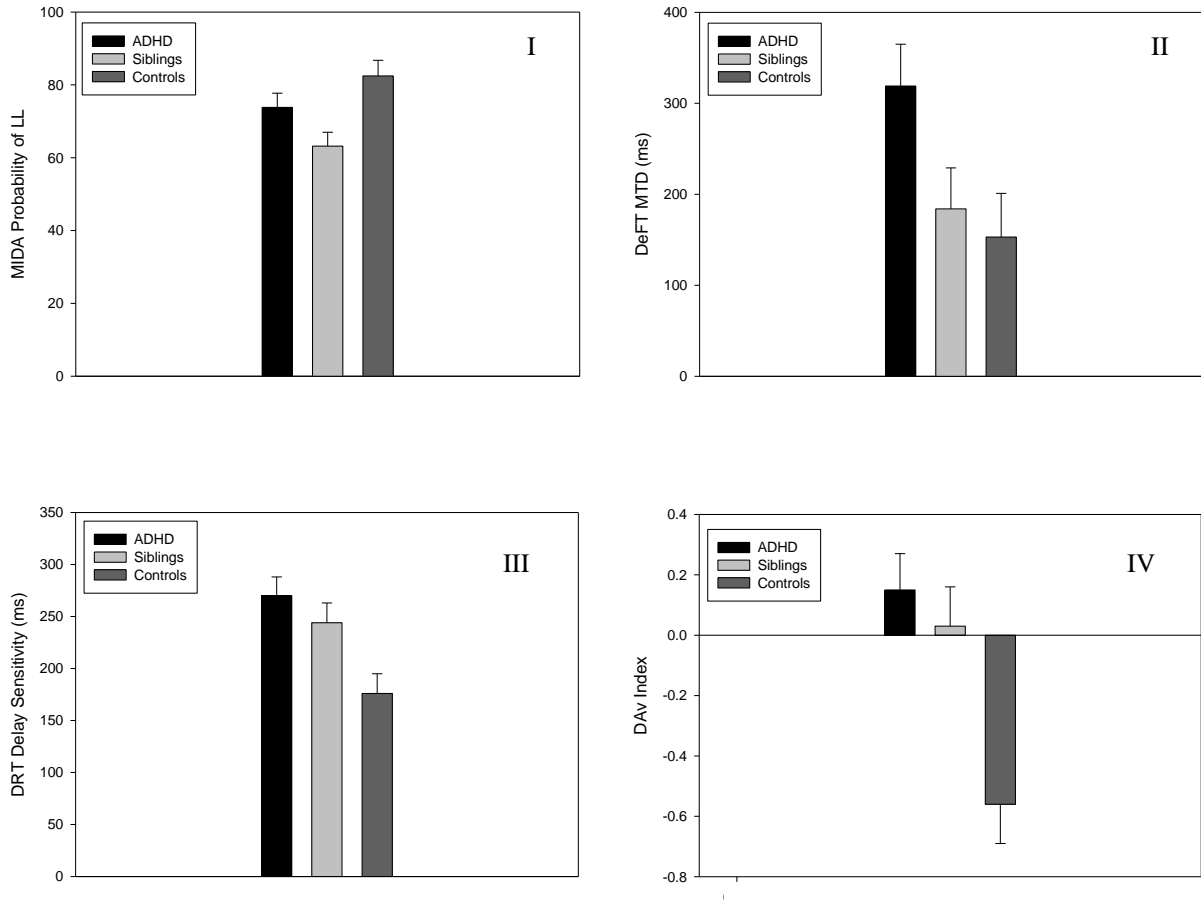 MIDA Probability of LL
100
80
60
40
20
0
ADHD
Siblings
Controls
I
DeFT MTD (ms)
400
300
200
100
0
ADHD
Siblings
Controls
II
DRT Delay Sensitivity (ms)
350
300
250
200
150
100
50
0
ADHD
Siblings
Controls
III
DAv Index
0.4
0.2
0.0
-0.2
-0.4
-0.6
-0.8
ADHD
Siblings
Controls
IV